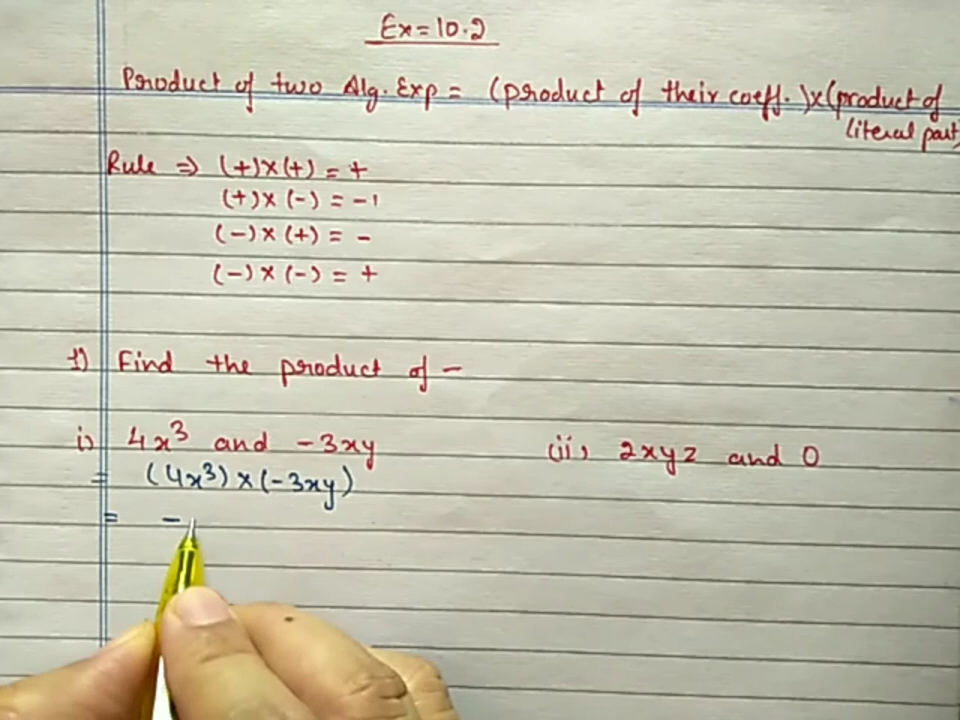 Ex = 10.2
Product of two Alg. Exp = (product of their coeff.) x (product of
literal part)
Rule ⇒ (+) x (+) = +
(+) x (-) = -1
(-) x (+) = -
(-) x (-) = +
1) Find the product of -
i) 4x³ and -3xy (ii) 2xyz and 0
= (4x³) x (-3xy)
= -